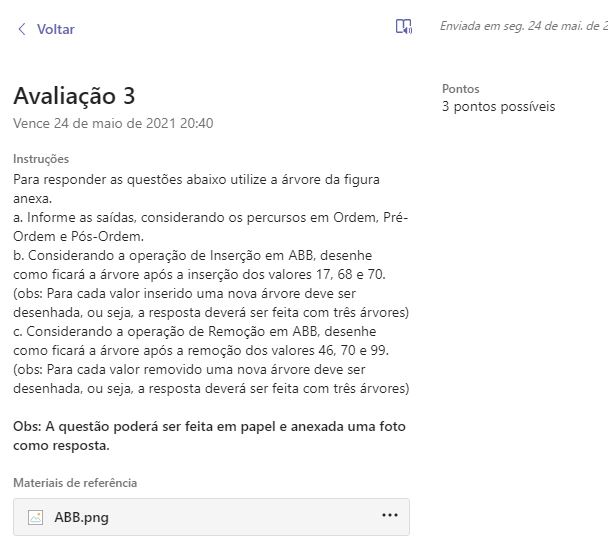 Voltar
Enviada em seg. 24 de mai. de
Avaliação 3
Vence 24 de maio de 2021 20:40
Pontos
3 pontos possíveis
Instruções
Para responder as questões abaixo utilize a árvore da figura
anexa.
a. Informe as saídas, considerando os percursos em Ordem, Pré-
Ordem e Pós-Ordem.
b. Considerando a operação de Inserção em ABB, desenhe
como ficará a árvore após a inserção dos valores 17, 68 e 70.
(obs: Para cada valor inserido uma nova árvore deve ser
desenhada, ou seja, a resposta deverá ser feita com três árvores)
c. Considerando a operação de Remoção em ABB, desenhe
como ficará a árvore após a remoção dos valores 46, 70 e 99.
(obs: Para cada valor removido uma nova árvore deve ser
desenhada, ou seja, a resposta deverá ser feita com três árvores)
Obs: A questão poderá ser feita em papel e anexada uma foto
como resposta.
Materiais de referência
ABB.png